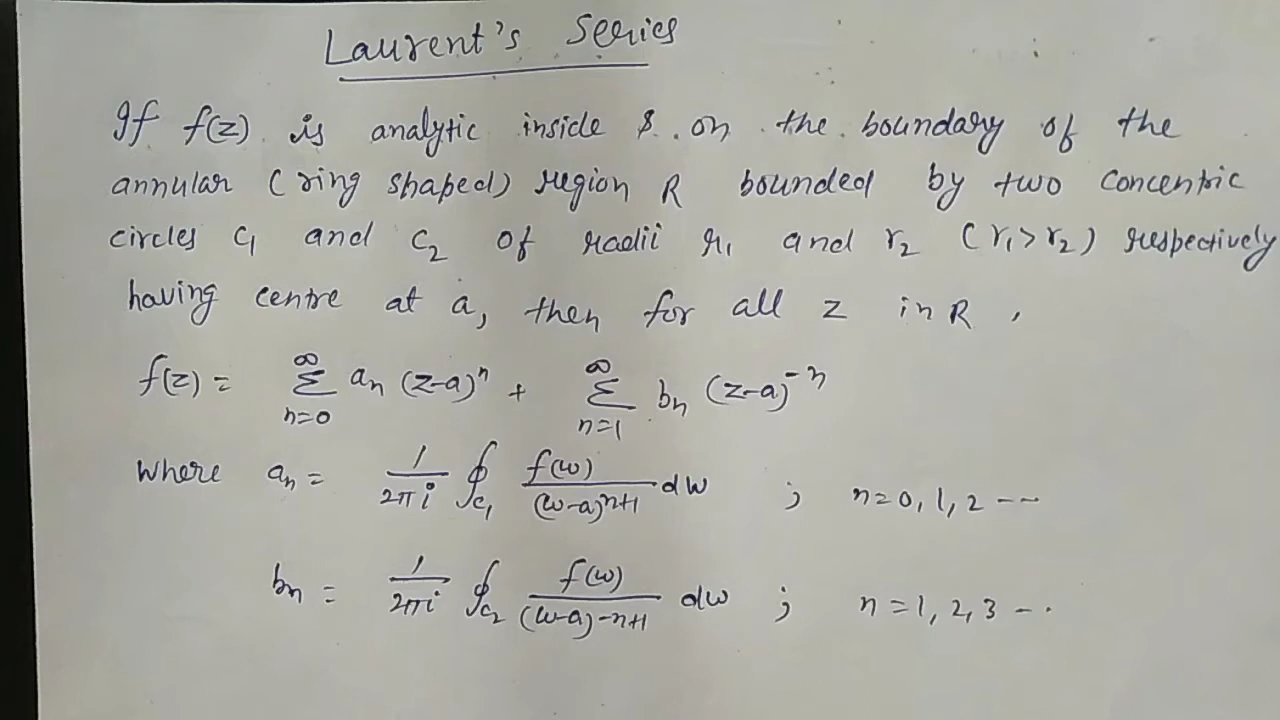 Laurent's Series
If f(z) is analytic inside & on the boundary of the
annular (ring shaped) region R bounded by two concentric
circles C₁ and C₂ of radii r₁ and r₂ (r₁>r₂) respectively
having centre at a, then for all z in R,
f(z) = ∑_{n=0}^{∞} aₙ (z-a)ⁿ + ∑_{n=1}^{∞} bₙ (z-a)⁻ⁿ
where aₙ = 1/(2πi) ∮_{C₁} f(w)/(w-a)^{n+1} dw ; n=0, 1, 2 ---
bₙ = 1/(2πi) ∮_{C₂} f(w)/(w-a)^{-n+1} dw ; n=1, 2, 3 -..